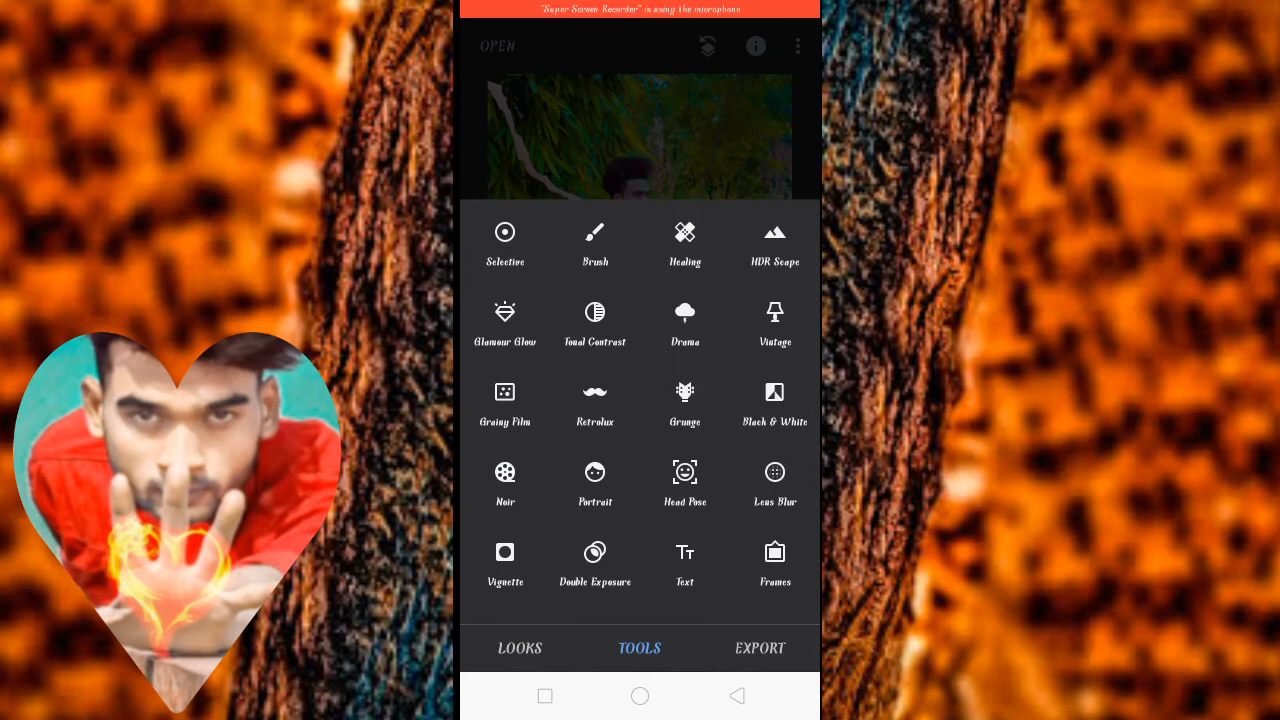 "Super Screen Recorder" is using the microphone
OPEN
Selective Brush Healing HDR Scape
Glamour Glow Tonal Contrast Drama Vintage
Grainy Film Retrolux Grunge Black & White
Noir Portrait Head Pose Lens Blur
Vignette Double Exposure Text Frames
LOOKS TOOLS EXPORT